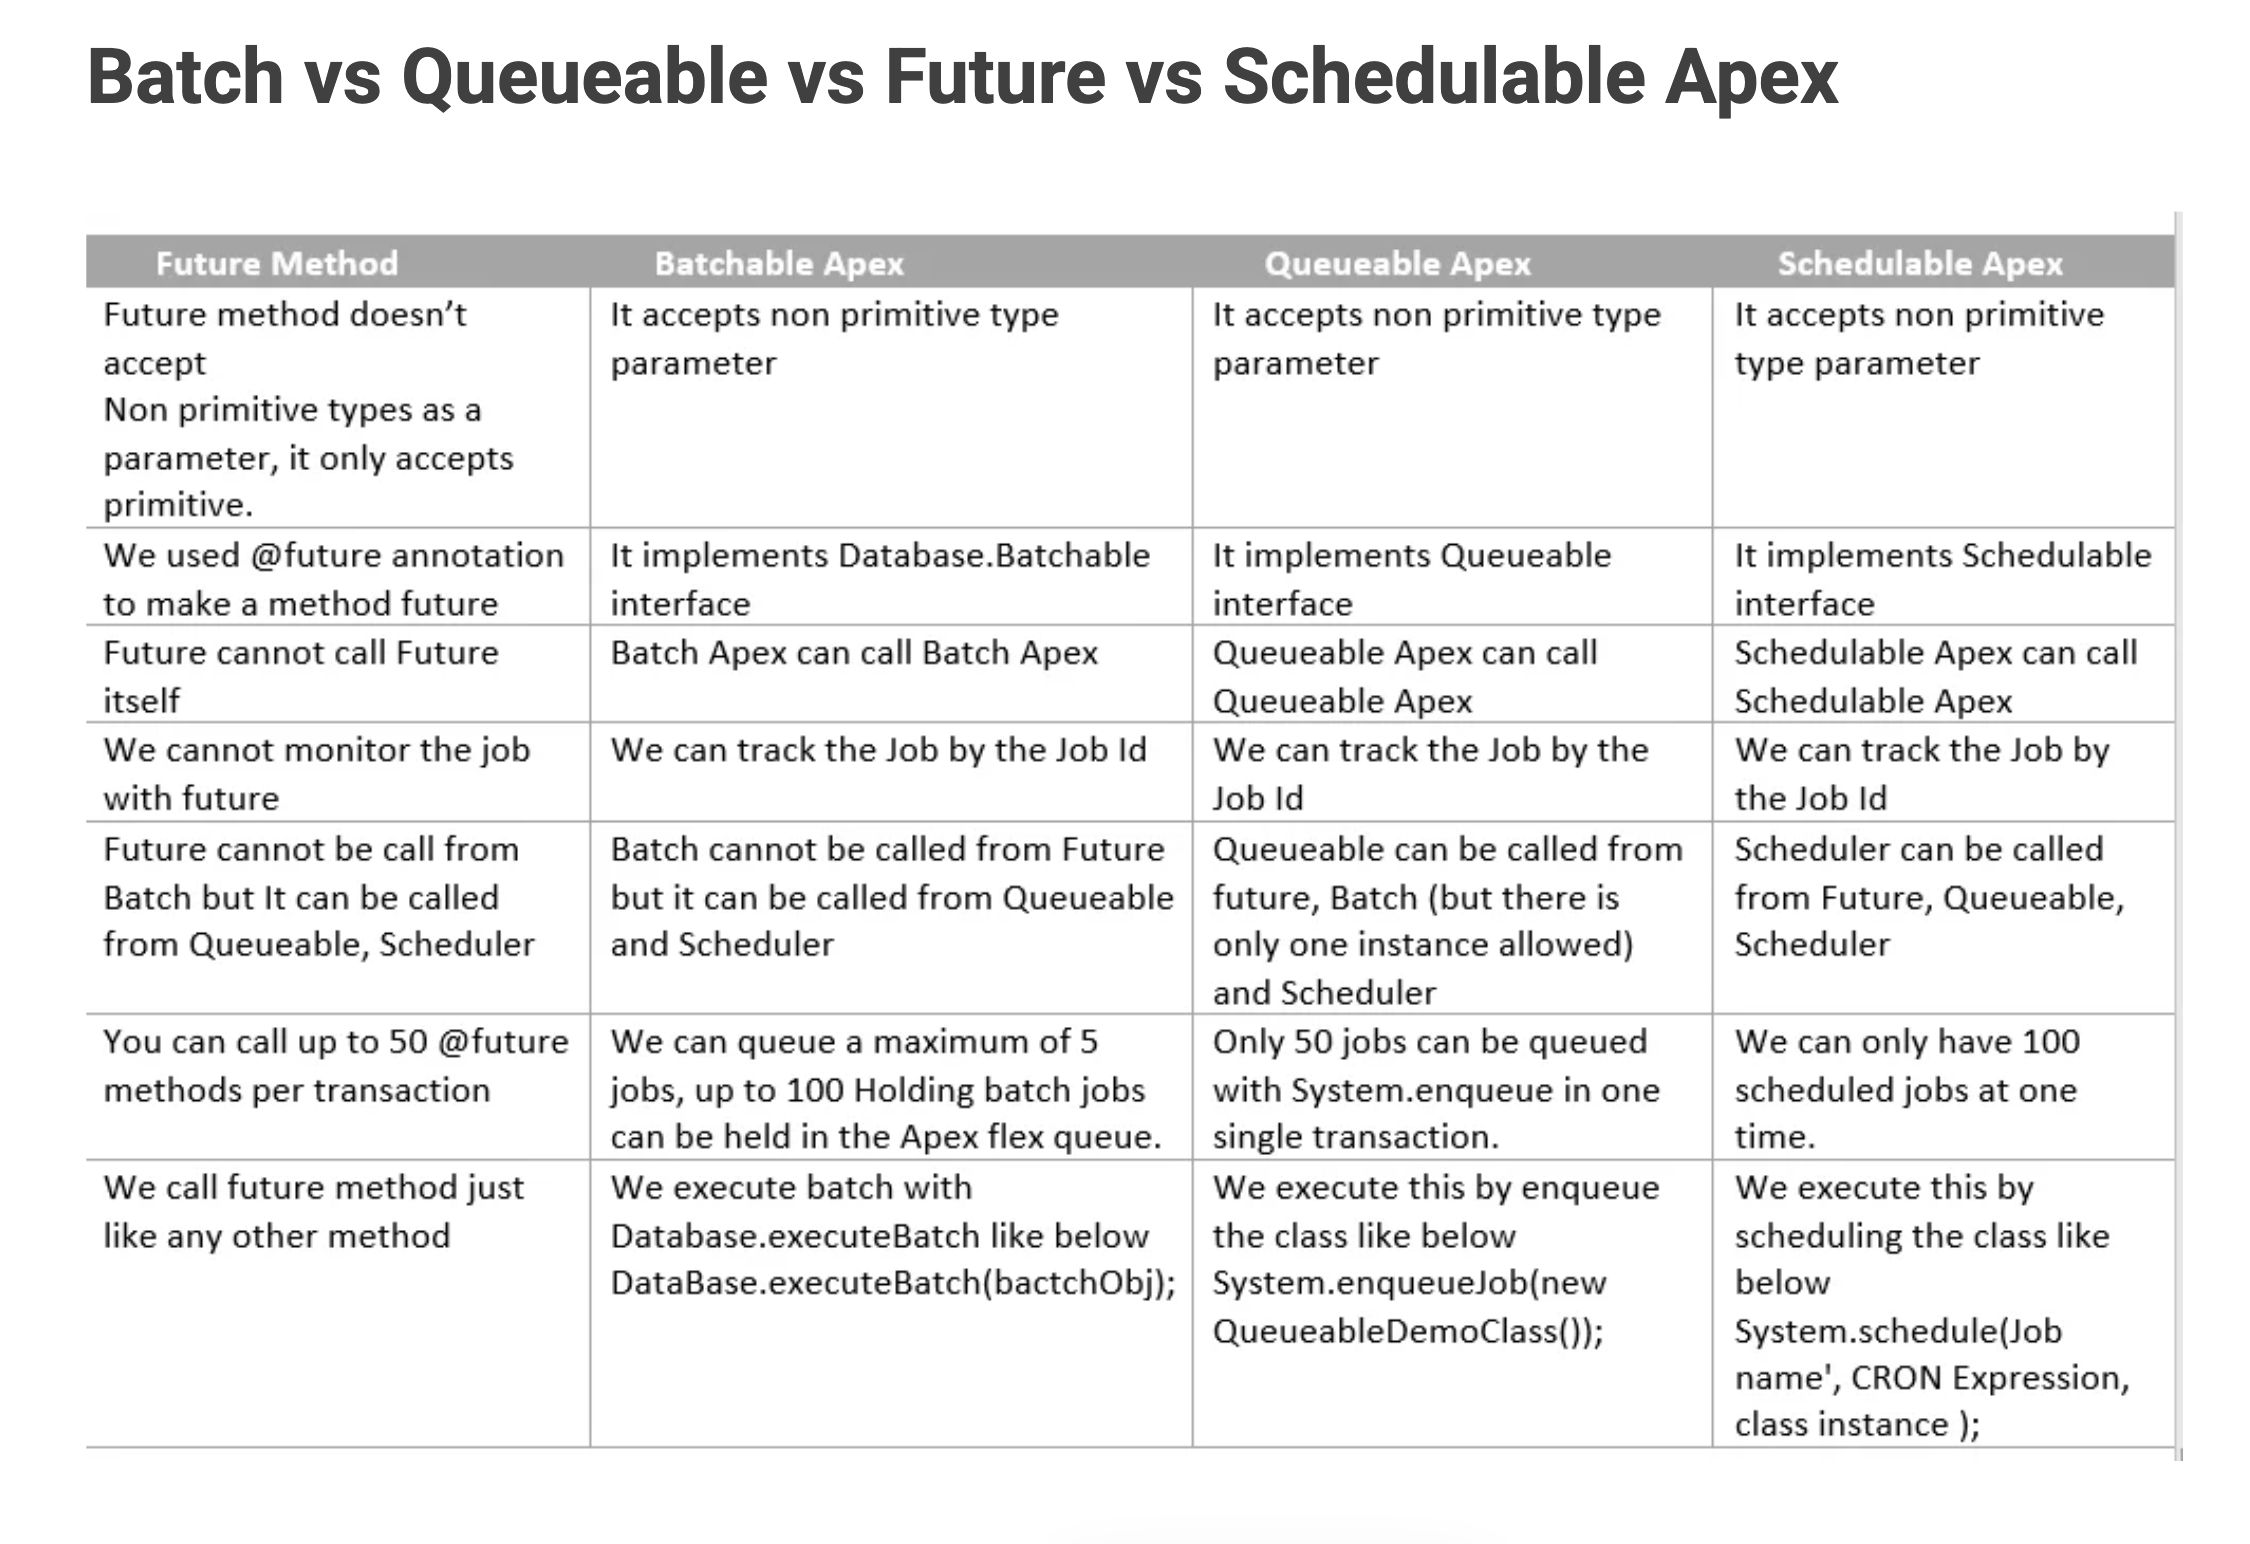 Batch vs Queueable vs Future vs Schedulable Apex
Future Method
Batchable Apex
Queueable Apex
Schedulable Apex
Future method doesn’t
accept
Non primitive types as a
parameter, it only accepts
primitive.
It accepts non primitive type
parameter
It accepts non primitive type
parameter
It accepts non primitive
type parameter
We used @future annotation
to make a method future
It implements Database.Batchable
interface
It implements Queueable
interface
It implements Schedulable
interface
Future cannot call Future
itself
Batch Apex can call Batch Apex
Queueable Apex can call
Queueable Apex
Schedulable Apex can call
Schedulable Apex
We cannot monitor the job
with future
We can track the Job by the Job Id
We can track the Job by the
Job Id
We can track the Job by
the Job Id
Future cannot be call from
Batch but It can be called
from Queueable, Scheduler
Batch cannot be called from Future
but it can be called from Queueable
and Scheduler
Queueable can be called from
future, Batch (but there is
only one instance allowed)
and Scheduler
Scheduler can be called
from Future, Queueable,
Scheduler
You can call up to 50 @future
methods per transaction
We can queue a maximum of 5
jobs, up to 100 Holding batch jobs
can be held in the Apex flex queue.
Only 50 jobs can be queued
with System.enqueue in one
single transaction.
We can only have 100
scheduled jobs at one
time.
We call future method just
like any other method
We execute batch with
Database.executeBatch like below
DataBase.executeBatch(bactchObj);
We execute this by enqueue
the class like below
System.enqueueJob(new
QueueableDemoClass());
We execute this by
scheduling the class like
below
System.schedule(Job
name', CRON Expression,
class instance );